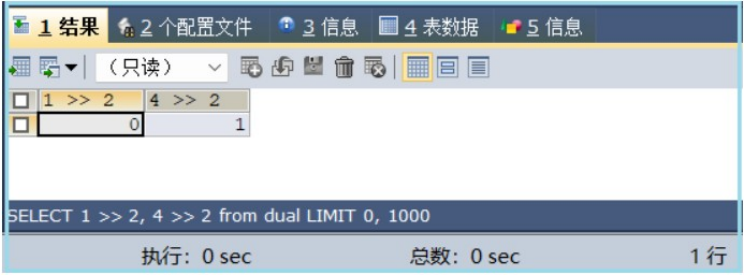 1 结果 2 个配置文件 3 信息 4 表数据 5 信息
（只读）
1 >> 2 4 >> 2
0 1
SELECT 1 >> 2, 4 >> 2 from dual LIMIT 0, 1000
执行: 0 sec 总数: 0 sec 1 行